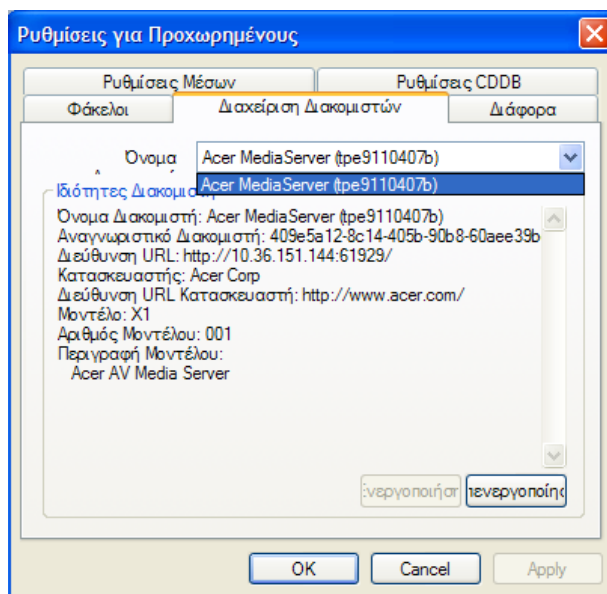 Ρυθμίσεις για Προχωρημένους
Ρυθμίσεις Μέσων Ρυθμίσεις CDDB
Φάκελοι Διαχείριση Διακομιστών Διάφορα
Όνομα Acer MediaServer (tpe9110407b)
Acer MediaServer (tpe9110407b)
Ιδιότητες
Όνομα Διακομιστή: Acer MediaServer (tpe9110407b)
Αναγνωριστικό Διακομιστή: 409e5a12-8c14-405b-90b8-60aee39b
Διεύθυνση URL: http://10.36.151.144:61929/
Κατασκευαστής: Acer Corp
Διεύθυνση URL Κατασκευαστή: http://www.acer.com/
Μοντέλο: X1
Αριθμός Μοντέλου: 001
Περιγραφή Μοντέλου:
Acer AV Media Server
OK Cancel Apply